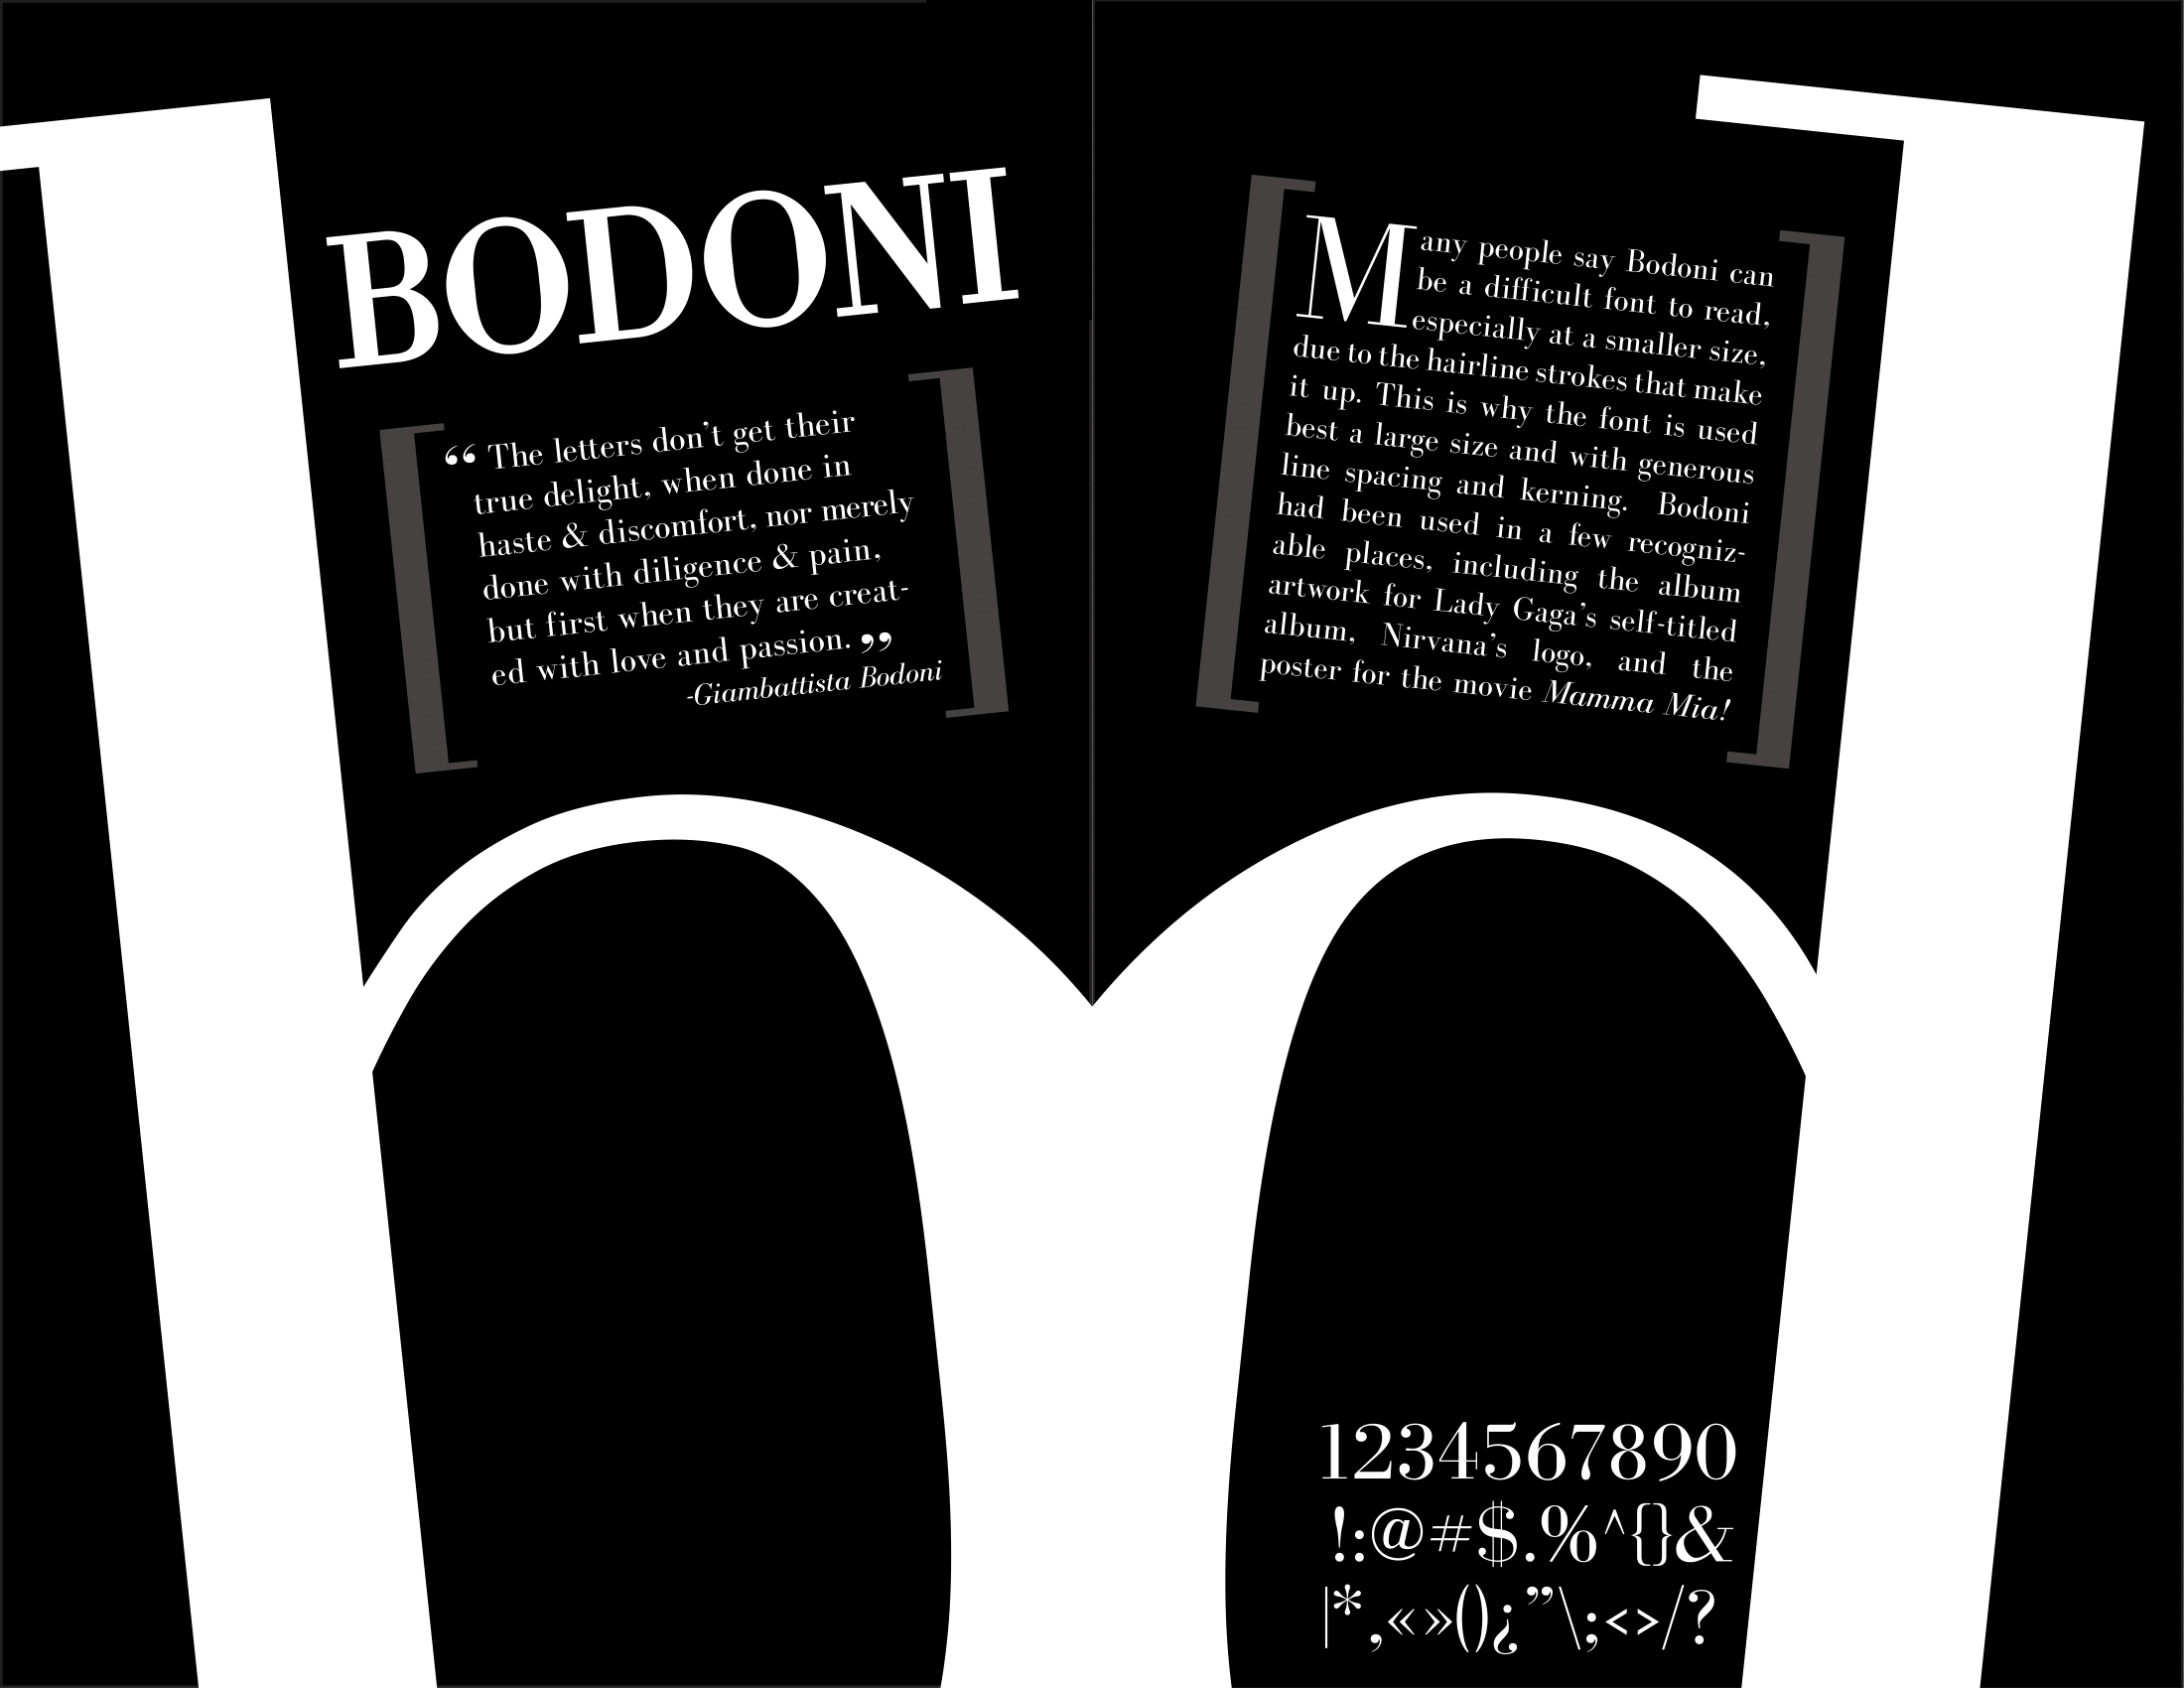 BODONI
“ The letters don’t get their
true delight, when done in
haste & discomfort, nor merely
done with diligence & pain,
but first when they are creat-
ed with love and passion. ”
-Giambattista Bodoni
Many people say Bodoni can
be a difficult font to read,
especially at a smaller size,
due to the hairline strokes that make
it up. This is why the font is used
best a large size and with generous
line spacing and kerning. Bodoni
had been used in a few recogniz-
able places, including the album
artwork for Lady Gaga’s self-titled
album, Nirvana’s logo, and the
poster for the movie Mamma Mia!
1234567890
!:@#$.%^{}&
|*,«»()¿”\;<>/?